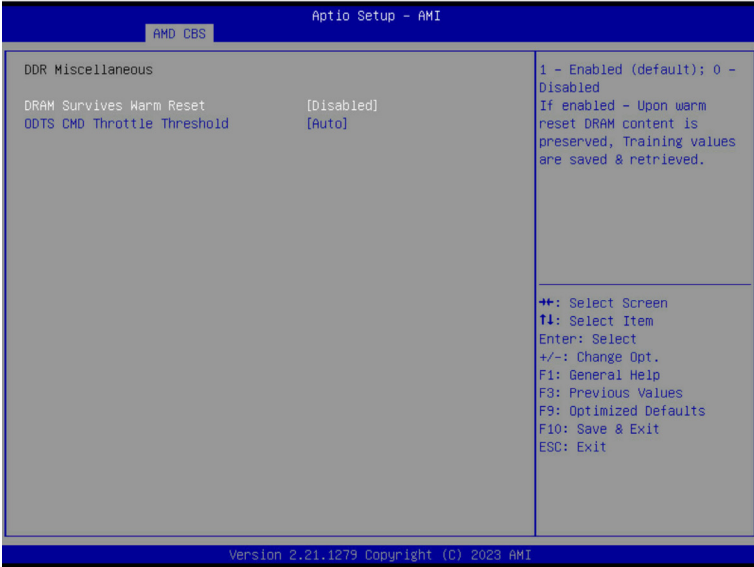 Aptio Setup – AMI
AMD CBS
DDR Miscellaneous
DRAM Survives Warm Reset [Disabled]
ODTS CMD Throttle Threshold [Auto]
1 – Enabled (default); 0 –
Disabled
If enabled – Upon warm
reset DRAM content is
preserved, Training values
are saved & retrieved.
→←: Select Screen
↑↓: Select Item
Enter: Select
+/-: Change Opt.
F1: General Help
F3: Previous Values
F9: Optimized Defaults
F10: Save & Exit
ESC: Exit
Version 2.21.1279 Copyright (C) 2023 AMI